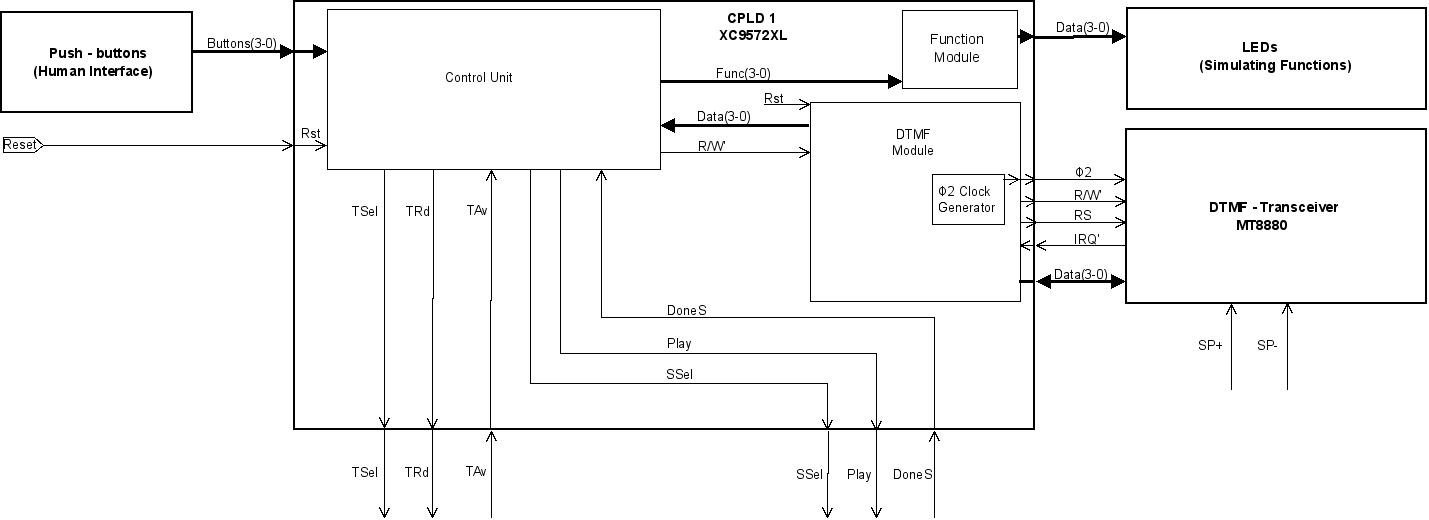 CPLD 1
XC9572XL
Push - buttons
(Human Interface)
Buttons(3-0)
Control Unit
Func(3-0)
Function
Module
Data(3-0)
LEDs
(Simulating Functions)
Reset
Rst
Rst
Data(3-0)
R/W'
DTMF
Module
Φ2 Clock
Generator
Φ2
R/W'
RS
IRQ'
Data(3-0)
DTMF - Transceiver
MT8880
TSel
TRd
TAv
DoneS
Play
SSel
SP+
SP-
TSel
TRd
TAv
SSel
Play
DoneS